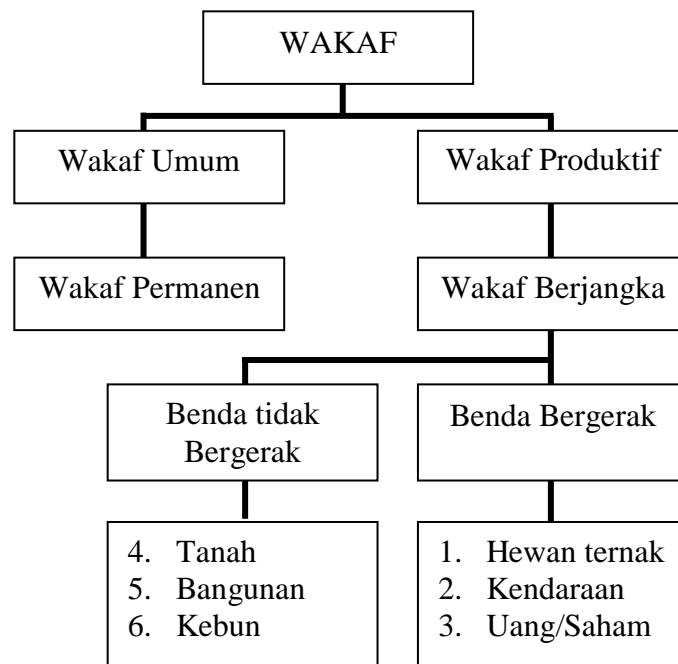 WAKAF
Wakaf Umum
Wakaf Produktif
Wakaf Permanen
Wakaf Berjangka
Benda tidak
Bergerak
Benda Bergerak
4. Tanah
5. Bangunan
6. Kebun
1. Hewan ternak
2. Kendaraan
3. Uang/Saham